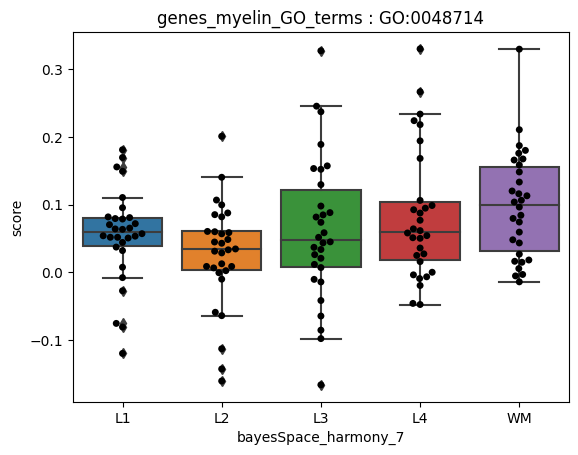 genes_myelin_GO_terms : GO:0048714
score
0.3
0.2
0.1
0.0
−0.1
L1 L2 L3 L4 WM
bayesSpace_harmony_7